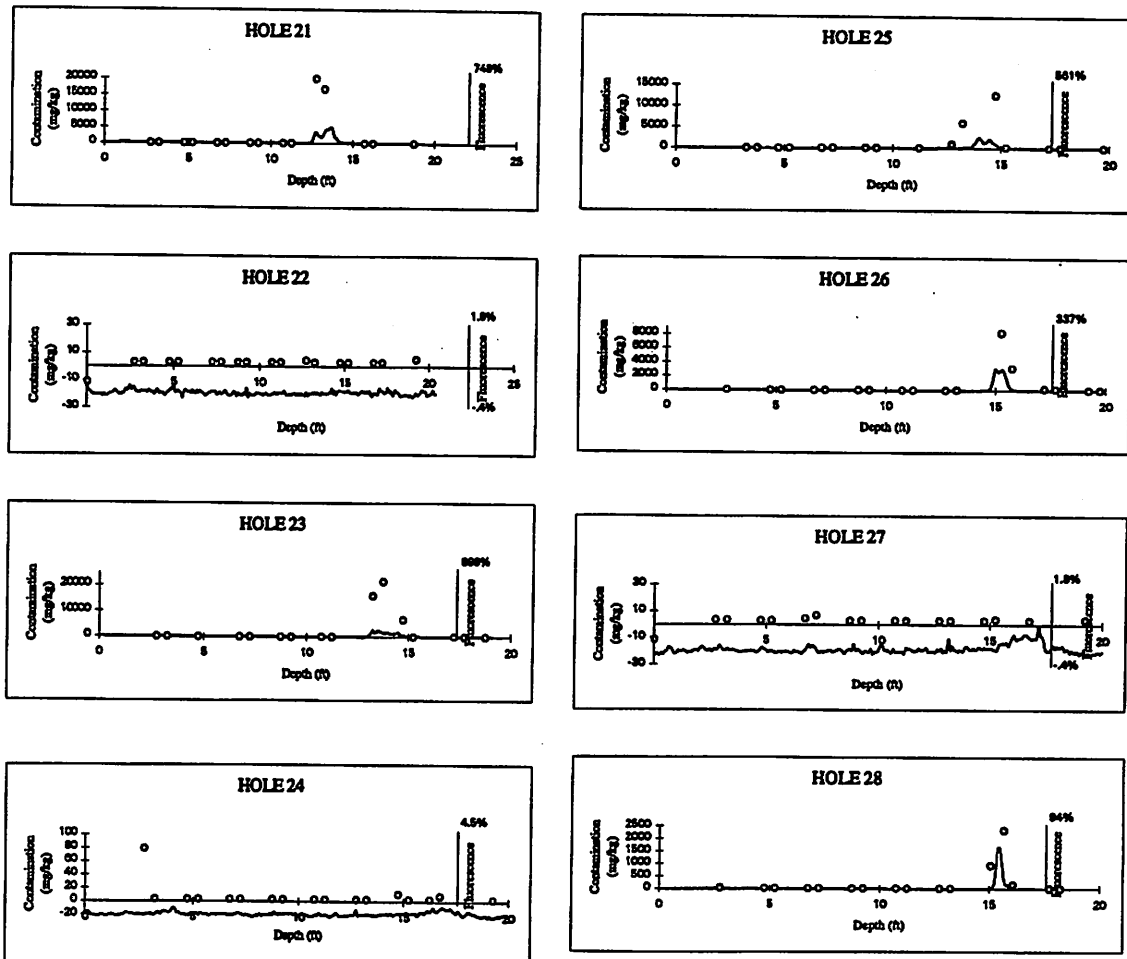 HOLE 21
Contamination
(mg/kg)
20000
15000
10000
5000
0
0
5
10
15
20
25
Depth (ft)
Fluorescence
HOLE 22
Contamination
(mg/kg)
30
10
-10
-30
5
10
15
20
25
Depth (ft)
1.9%
Fluorescence
-.4%
HOLE 23
Contamination
(mg/kg)
20000
10000
0
0
5
10
15
20
Depth (ft)
Fluorescence
HOLE 24
Contamination
(mg/kg)
100
80
60
40
20
0
-20
5
10
15
20
Depth (ft)
4.5%
Fluorescence
HOLE 25
Contamination
(mg/kg)
15000
10000
5000
0
0
5
10
15
20
Depth (ft)
561%
Fluorescence
HOLE 26
Contamination
(mg/kg)
8000
6000
4000
2000
0
0
5
10
15
20
Depth (ft)
337%
Fluorescence
HOLE 27
Contamination
(mg/kg)
30
10
-10
-30
5
10
15
20
Depth (ft)
1.9%
Fluorescence
-.4%
HOLE 28
Contamination
(mg/kg)
2500
2000
1500
1000
500
0
0
5
10
15
20
Depth (ft)
94%
Fluorescence